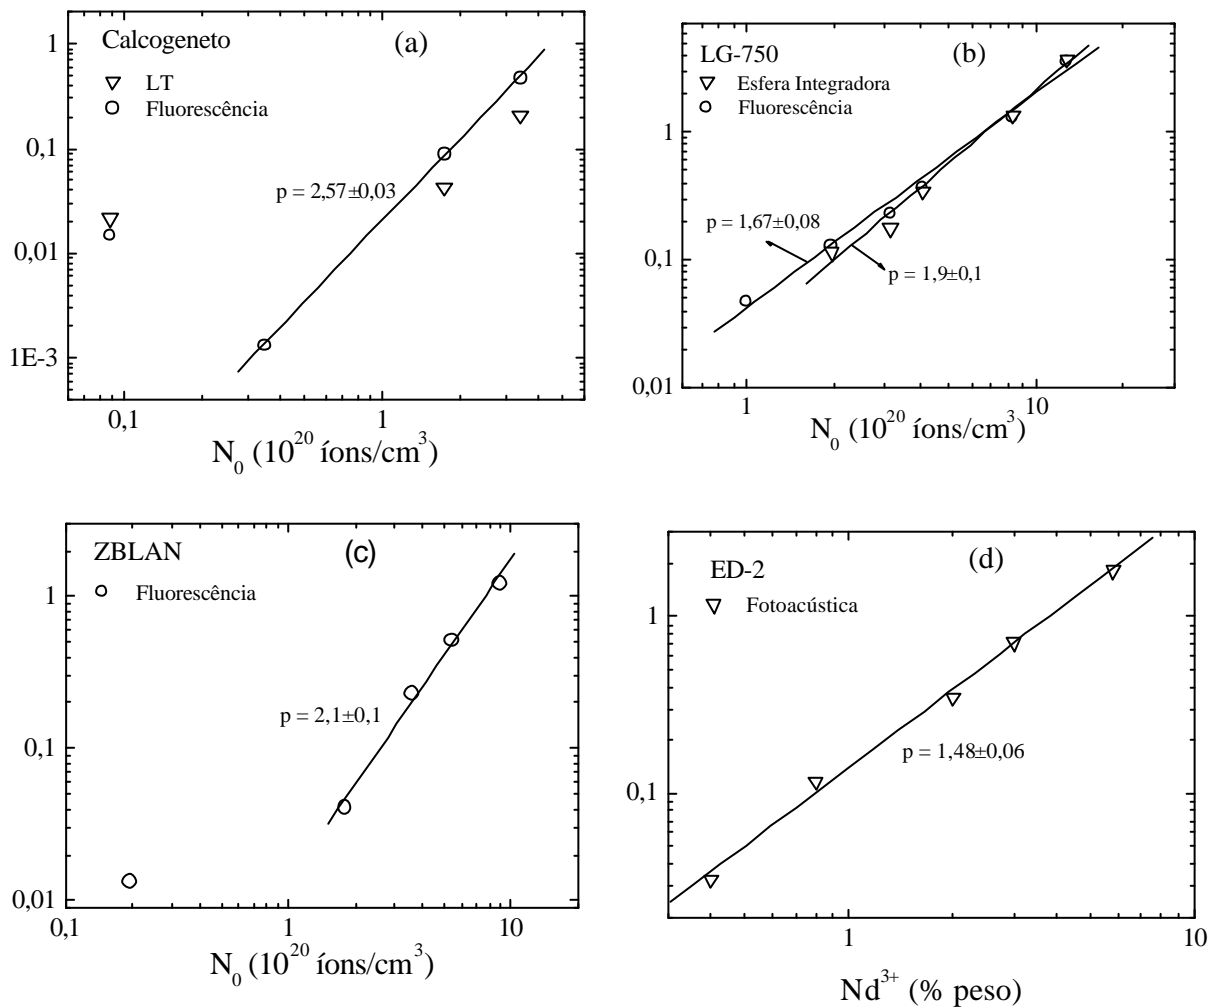 Calcogeneto
(a)
LT
Fluorescência
p = 2,57±0,03
1
0,1
0,01
1E-3
0,1
1
N0 (10^20 íons/cm^3)
LG-750
(b)
Esfera Integradora
Fluorescência
p = 1,67±0,08
p = 1,9±0,1
1
0,1
0,01
1
10
N0 (10^20 íons/cm^3)
ZBLAN
(c)
Fluorescência
p = 2,1±0,1
1
0,1
0,01
0,1
1
10
N0 (10^20 íons/cm^3)
ED-2
(d)
Fotoacústica
p = 1,48±0,06
1
0,1
1
10
Nd^3+ (% peso)